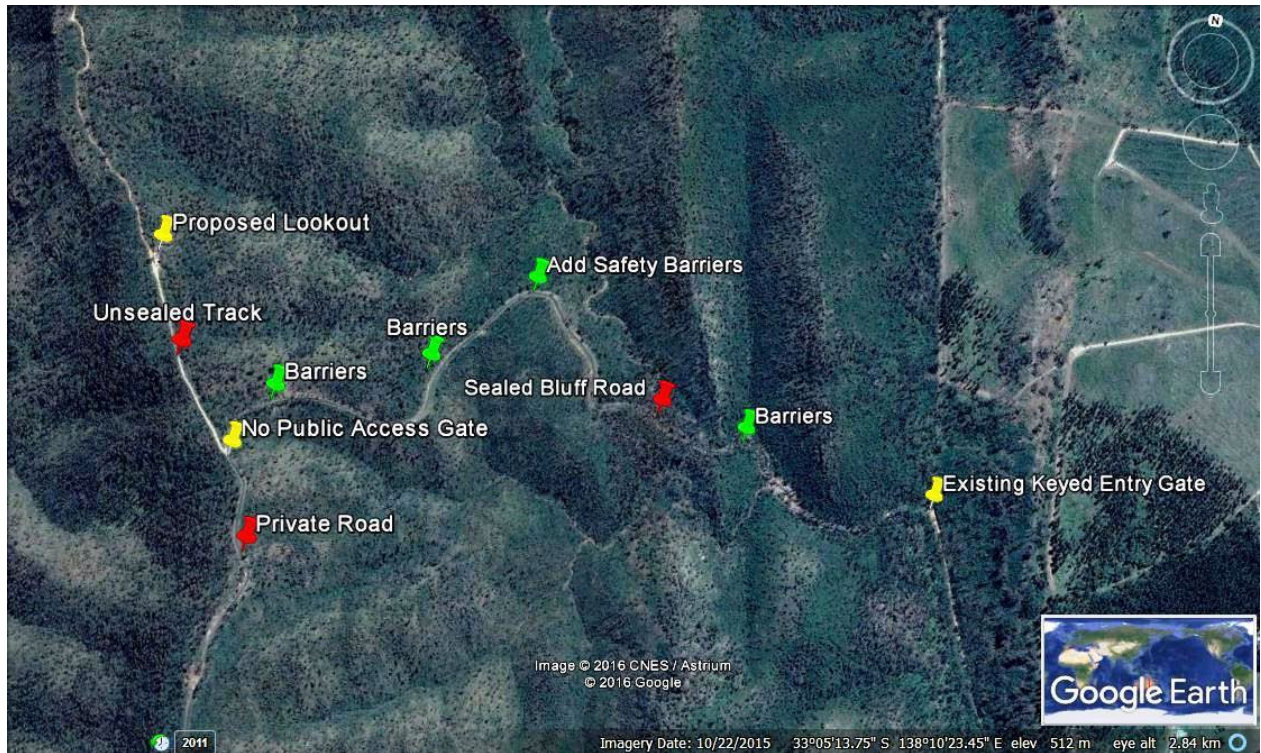 N
Proposed Lookout
Add Safety Barriers
Unsealed Track
Barriers
Barriers
Sealed Bluff Road
Barriers
No Public Access Gate
Existing Keyed Entry Gate
Private Road
Image © 2016 CNES / Astrium
© 2016 Google
Google Earth
2011
Imagery Date: 10/22/2015 33°05'13.75" S 138°10'23.45" E elev 512 m eye alt 2.84 km